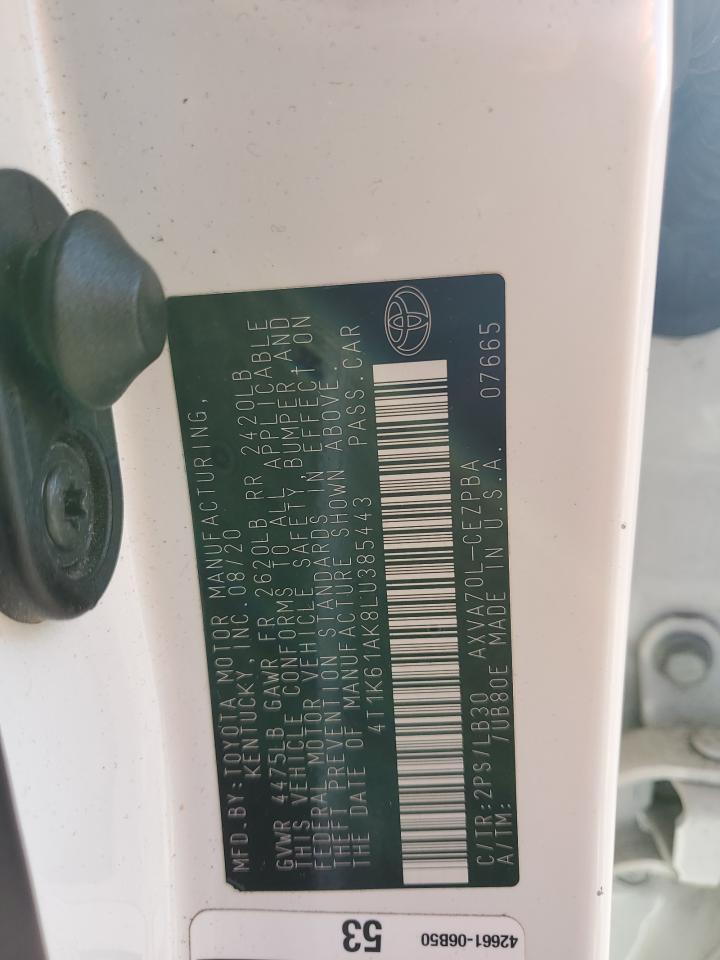 MFD.BY:TOYOTA MOTOR MANUFACTURING,
KENTUCKY, INC.08/20
GVWR 4475LB GAWR FR 2620LB RR 2420LB
THIS VEHICLE CONFORMS TO ALL APPLICABLE
FEDERAL MOTOR VEHICLE SAFETY, BUMPER AND
THEFT PREVENTION STANDARDS IN EFFECT ON
THE DATE OF MANUFACTURE SHOWN ABOVE.
4T1K61AK8LU385443 PASS.CAR
C/TR:2PS/LB30 AXVA70L-CEZPBA
A/TM: /UB80E MADE IN U.S.A. 07665
53
42661-06B50